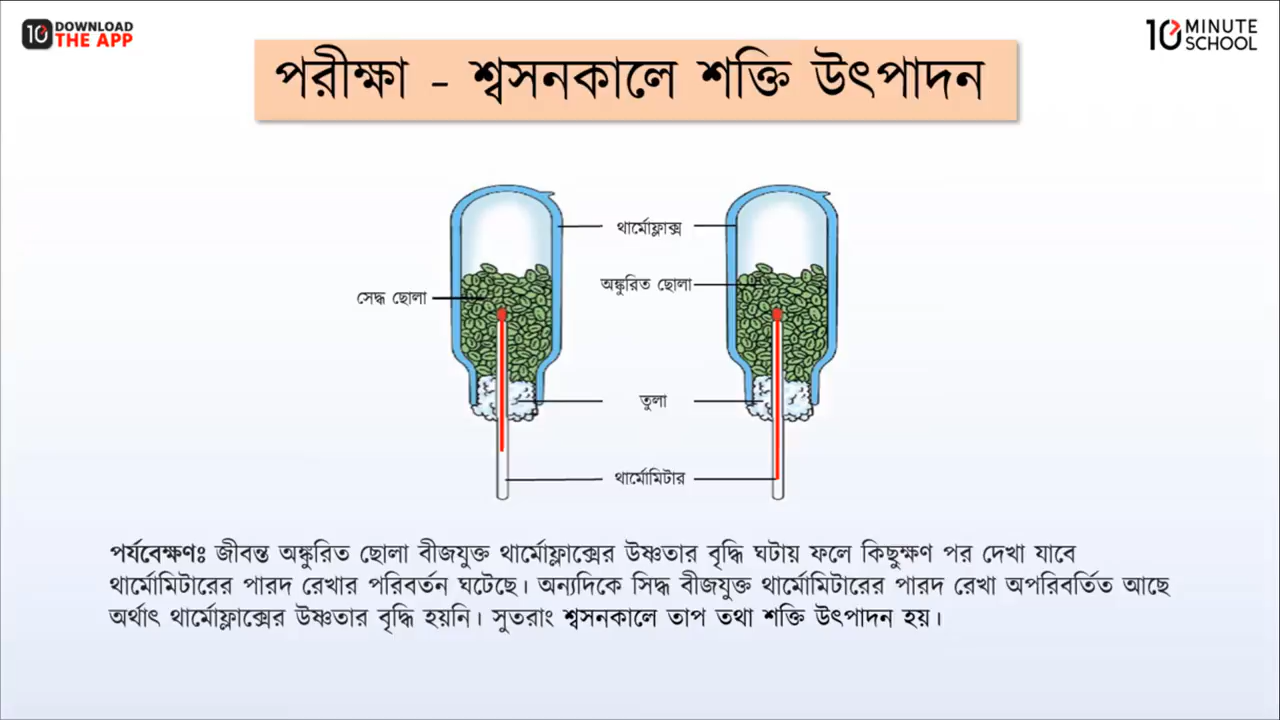 DOWNLOAD
THE APP
10 MINUTE
SCHOOL
পরীক্ষা - শ্বসনকালে শক্তি উৎপাদন
থার্মোফ্লাক্স
অঙ্কুরিত ছোলা
সেদ্ধ ছোলা
তুলা
থার্মোমিটার
পর্যবেক্ষণঃ জীবন্ত অঙ্কুরিত ছোলা বীজযুক্ত থার্মোফ্লাক্সের উষ্ণতার বৃদ্ধি ঘটায় ফলে কিছুক্ষণ পর দেখা যাবে
থার্মোমিটারের পারদ রেখার পরিবর্তন ঘটেছে। অন্যদিকে সিদ্ধ বীজযুক্ত থার্মোমিটারের পারদ রেখা অপরিবর্তিত আছে
অর্থাৎ থার্মোফ্লাক্সের উষ্ণতার বৃদ্ধি হয়নি। সুতরাং শ্বসনকালে তাপ তথা শক্তি উৎপাদন হয়।